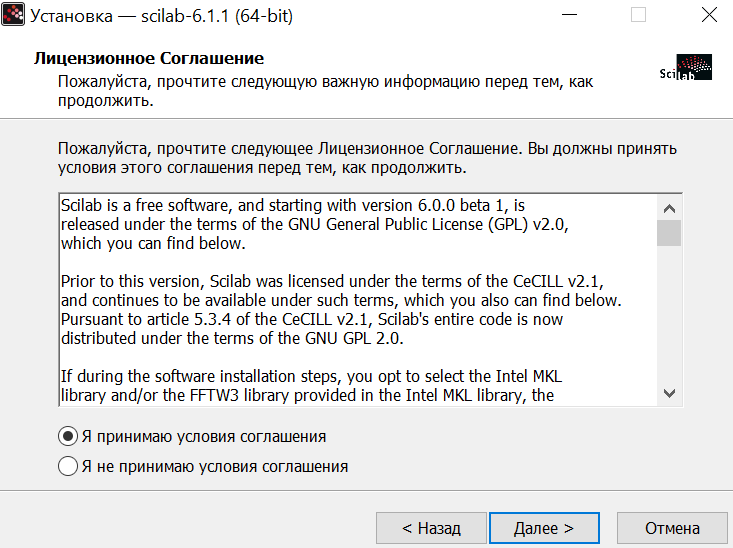 Установка — scilab-6.1.1 (64-bit)
Лицензионное Соглашение
Пожалуйста, прочтите следующую важную информацию перед тем, как
продолжить.
Scilab
Пожалуйста, прочтите следующее Лицензионное Соглашение. Вы должны принять
условия этого соглашения перед тем, как продолжить.
Scilab is a free software, and starting with version 6.0.0 beta 1, is
released under the terms of the GNU General Public License (GPL) v2.0,
which you can find below.
Prior to this version, Scilab was licensed under the terms of the CeCILL v2.1,
and continues to be available under such terms, which you also can find below.
Pursuant to article 5.3.4 of the CeCILL v2.1, Scilab's entire code is now
distributed under the terms of the GNU GPL 2.0.
If during the software installation steps, you opt to select the Intel MKL
library and/or the FFTW3 library provided in the Intel MKL library, the
Я принимаю условия соглашения
Я не принимаю условия соглашения
< Назад
Далее >
Отмена